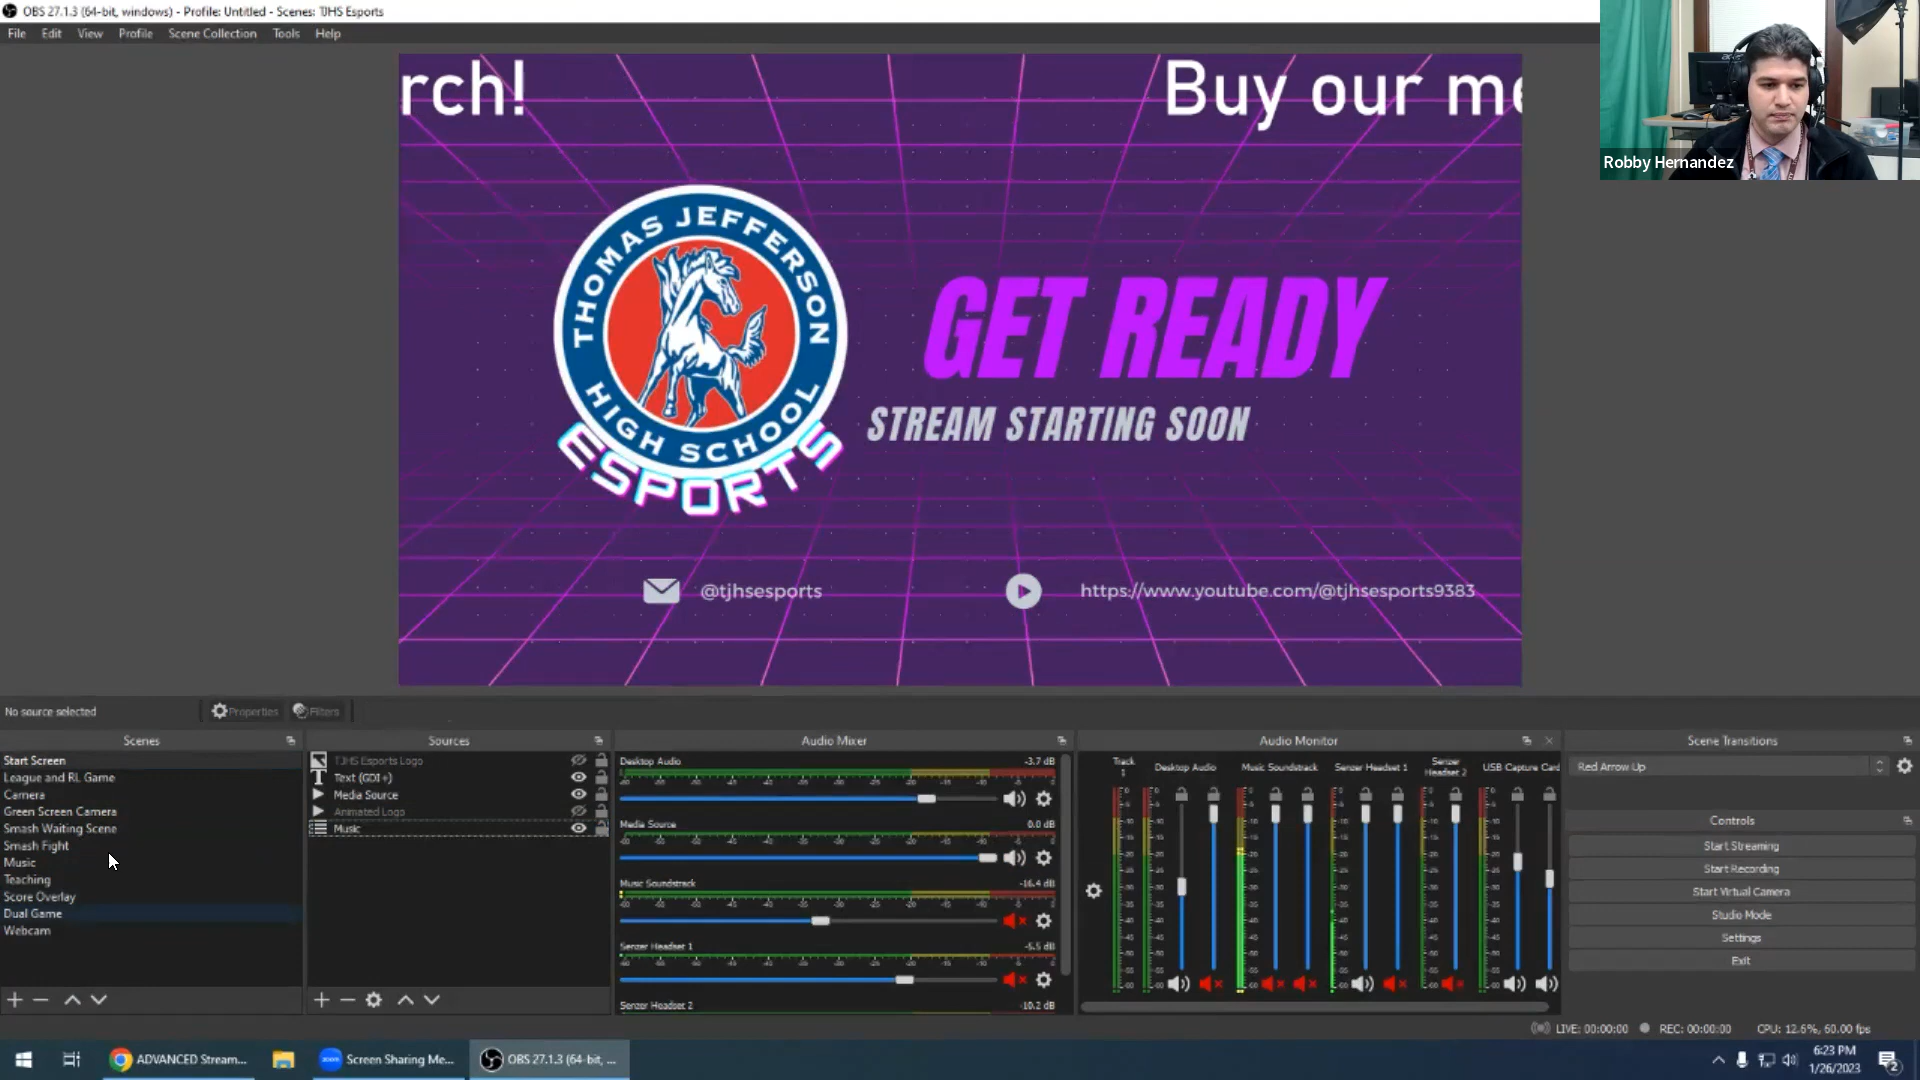 OBS 27.1.3 (64-bit, windows) - Profile: Untitled - Scenes: TJHS Esports
File Edit View Profile Scene Collection Tools Help
rch! Buy our me
THOMAS JEFFERSON
HIGH SCHOOL
ESPORTS
GET READY
STREAM STARTING SOON
@tjhsesports
https://www.youtube.com/@tjhsesports9383
Robby Hernandez
No source selected
Properties
Filters
Scenes
Start Screen
League and RL Game
Camera
Green Screen Camera
Smash Waiting Scene
Smash Fight
Music
Teaching
Score Overlay
Dual Game
Webcam
Sources
TJHS Esports Logo
Text (GDI+)
Media Source
Animated Logo
Music
Audio Mixer
Desktop Audio -3.7 dB
Media Source 0.0 dB
Music Soundstrack -16.4 dB
Senzer Headset 1 -5.5 dB
Senzer Headset 2 -10.2 dB
Audio Monitor
Track 1
Desktop Audio
Music Soundstrack
Senzer Headset 1
Senzer Headset 2
USB Capture Card
Scene Transitions
Red Arrow Up
Controls
Start Streaming
Start Recording
Start Virtual Camera
Studio Mode
Settings
Exit
LIVE: 00:00:00 REC: 00:00:00 CPU: 12.6%, 60.00 fps
ADVANCED Stream...
zoom
Screen Sharing Me...
OBS 27.1.3 (64-bit, ...
6:23 PM
1/26/2023
2